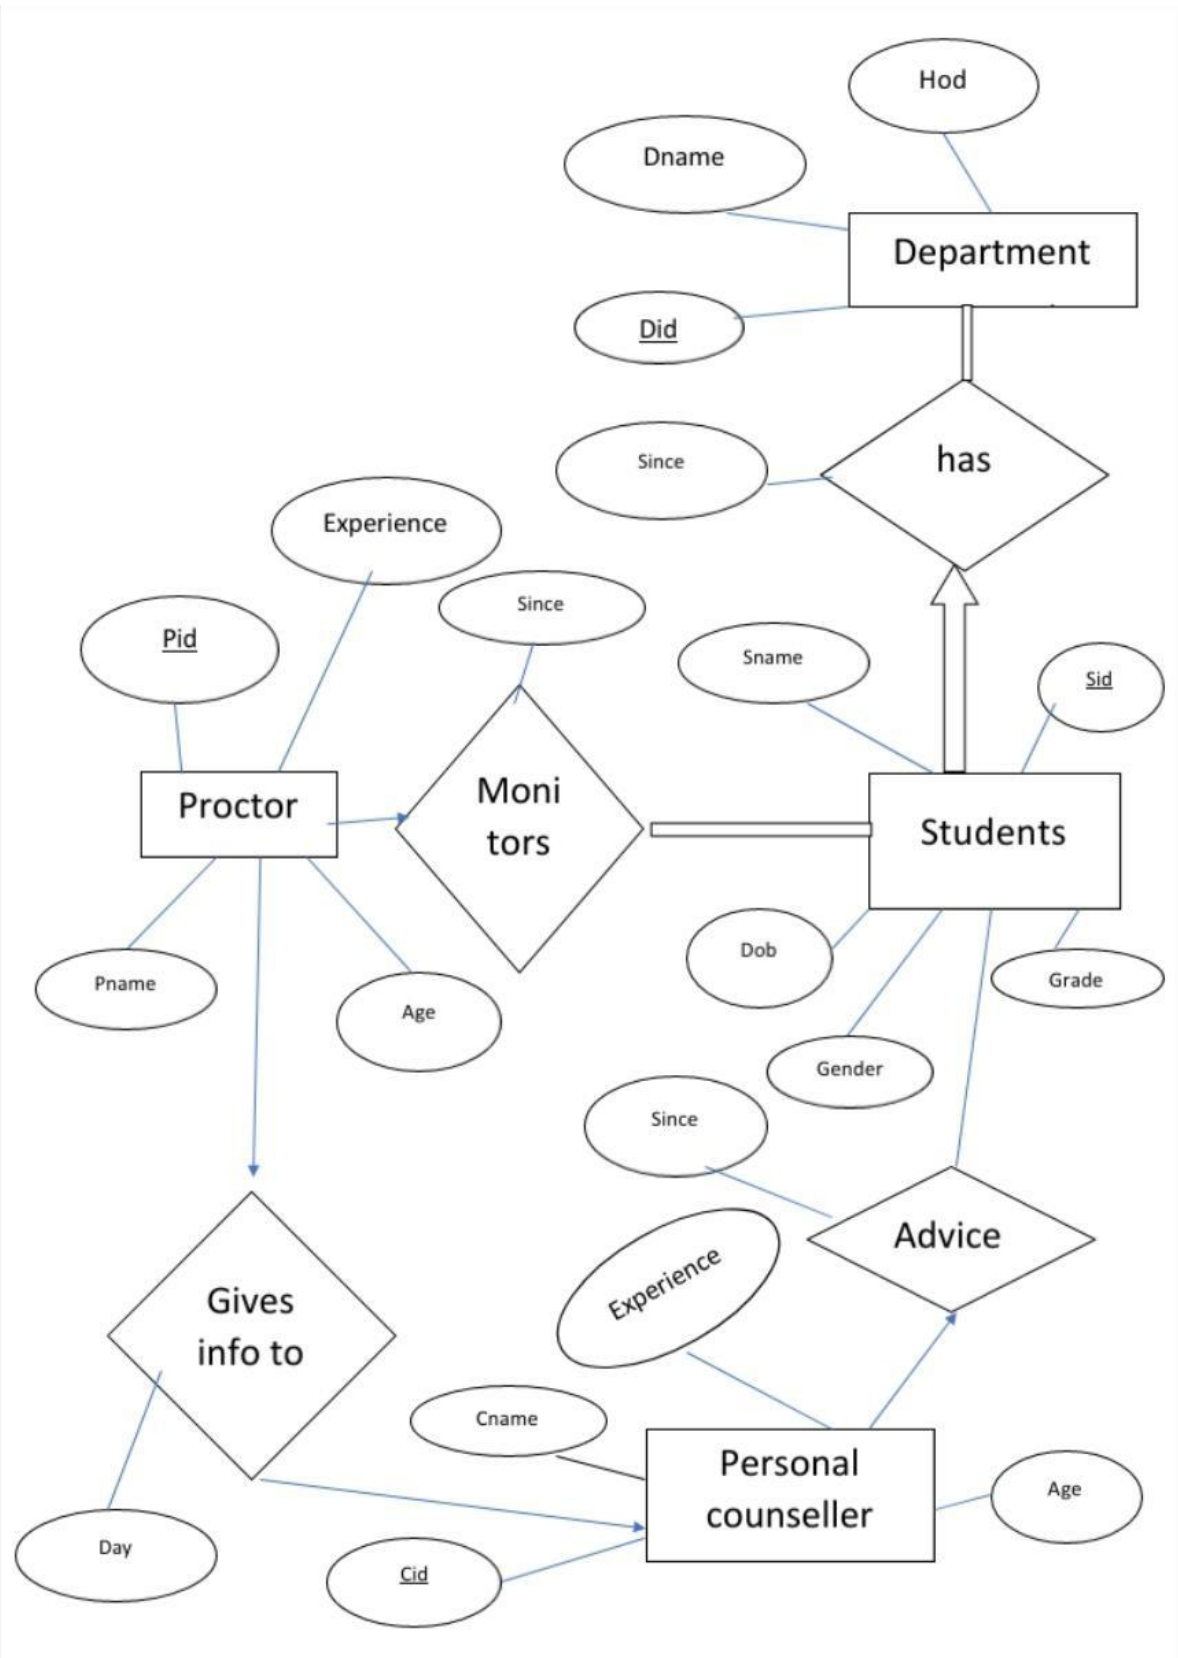 Hod
Dname
Department
Did
Since
has
Experience
Since
Pid
Sname
Sid
Proctor
Moni
tors
Students
Pname
Age
Dob
Grade
Gender
Since
Advice
Experience
Gives
info to
Cname
Personal
counseller
Age
Day
Cid